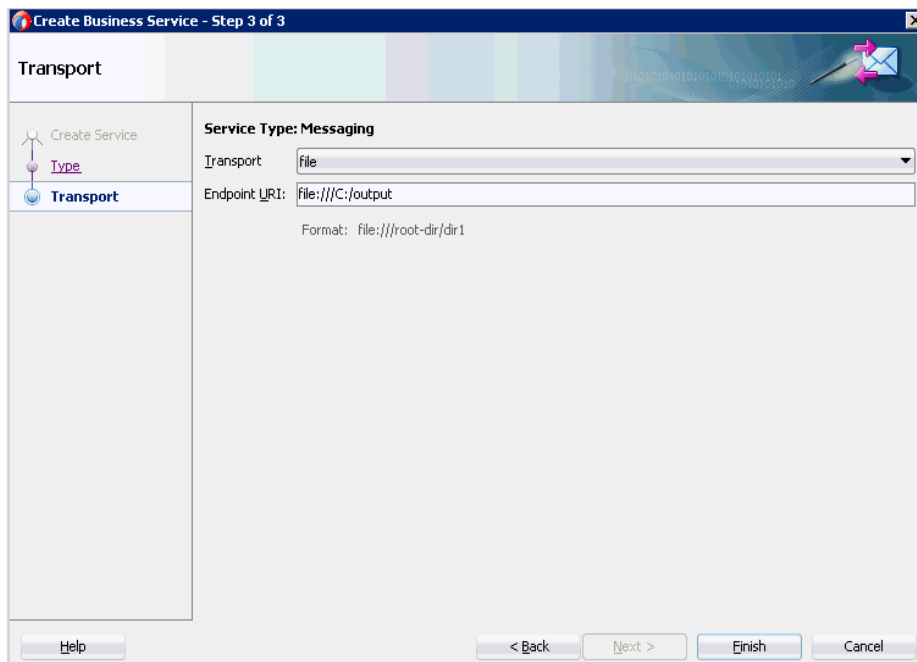 Create Business Service - Step 3 of 3
Transport
Create Service
Type
Transport
Service Type: Messaging
Transport file
Endpoint URI: file:///C:/output
Format: file:///root-dir/dir1
Help < Back Next > Finish Cancel